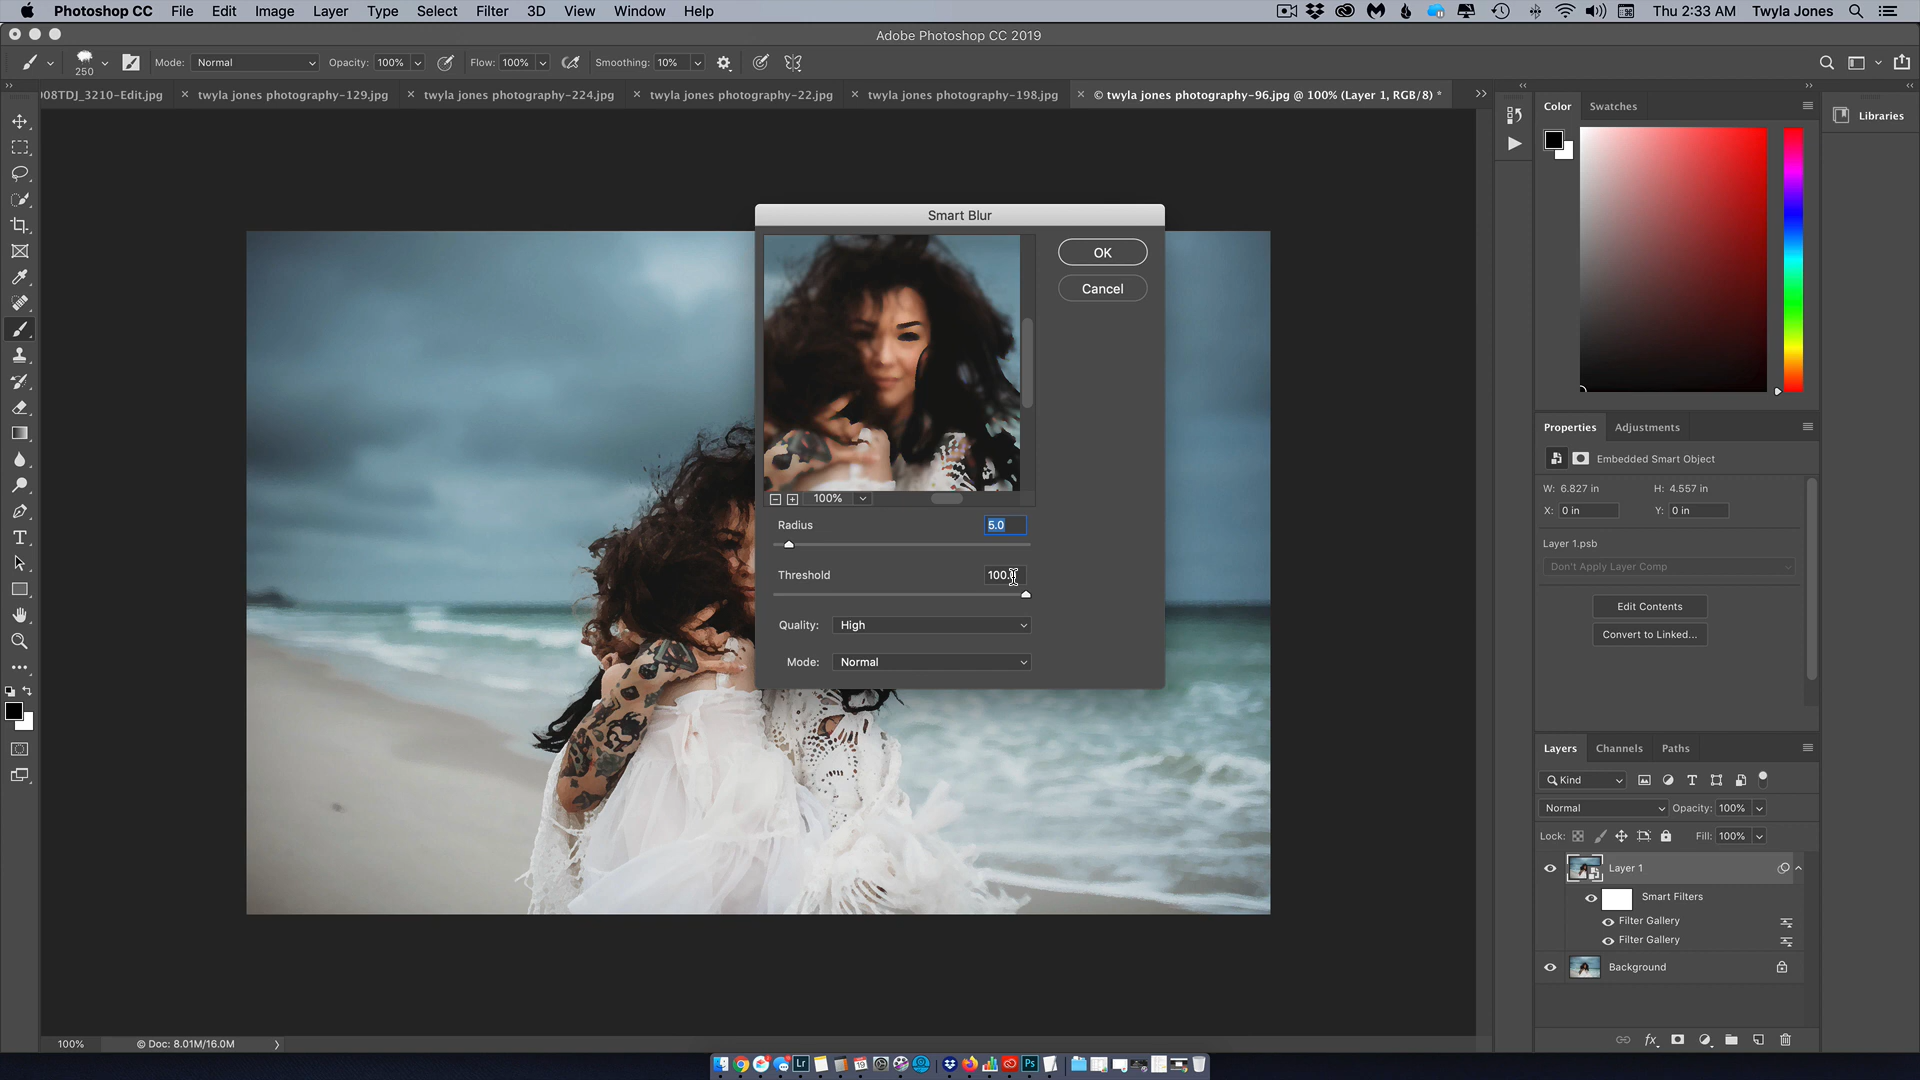 Photoshop CC File Edit Image Layer Type Select Filter 3D View Window Help
Thu 2:33 AM Twyla Jones
Adobe Photoshop CC 2019
250 Mode: Normal Opacity: 100% Flow: 100% Smoothing: 10%
008TDJ_3210-Edit.jpg × twyla jones photography-129.jpg × twyla jones photography-224.jpg × twyla jones photography-22.jpg × twyla jones photography-198.jpg × © twyla jones photography-96.jpg @ 100% (Layer 1, RGB/8) *
Smart Blur
OK
Cancel
100%
Radius 5.0
Threshold 100.
Quality: High
Mode: Normal
Color Swatches
Libraries
Properties Adjustments
Embedded Smart Object
W: 6.827 in H: 4.557 in
X: 0 in Y: 0 in
Layer 1.psb
Don't Apply Layer Comp
Edit Contents
Convert to Linked...
Layers Channels Paths
Kind
Normal Opacity: 100%
Lock: Fill: 100%
Layer 1
Smart Filters
Filter Gallery
Filter Gallery
Background
fx
100% © Doc: 8.01M/16.0M
Lr Ps